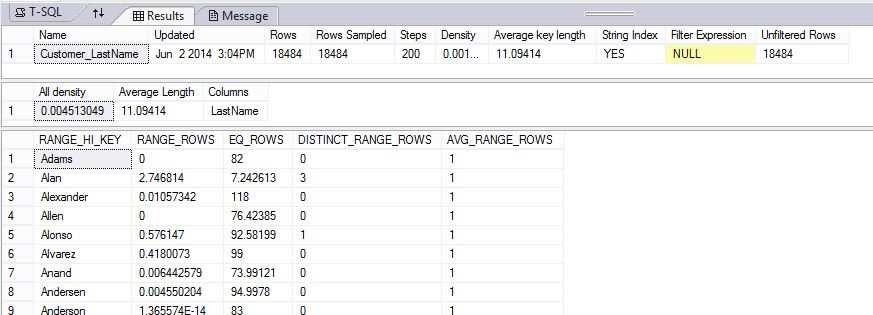 T-SQL Results Message
Name Updated Rows Rows Sampled Steps Density Average key length String Index Filter Expression Unfiltered Rows
1 Customer_LastName Jun 2 2014 3:04PM 18484 18484 200 0.001... 11.09414 YES NULL 18484
All density Average Length Columns
1 0.004513049 11.09414 LastName
RANGE_HI_KEY RANGE_ROWS EQ_ROWS DISTINCT_RANGE_ROWS AVG_RANGE_ROWS
1 Adams 0 82 0 1
2 Alan 2.746814 7.242613 3 1
3 Alexander 0.01057342 118 0 1
4 Allen 0 76.42385 0 1
5 Alonso 0.576147 92.58199 1 1
6 Alvarez 0.4180073 99 0 1
7 Anand 0.006442579 73.99121 0 1
8 Andersen 0.004550204 94.9978 0 1
9 Anderson 1.365574E-14 83 0 1